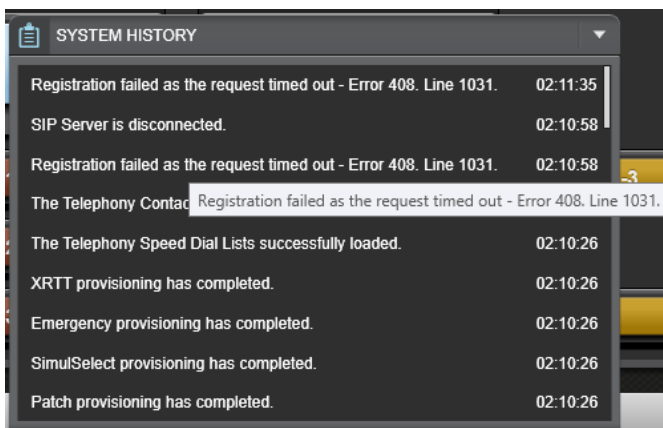 SYSTEM HISTORY
Registration failed as the request timed out - Error 408. Line 1031. 02:11:35
SIP Server is disconnected. 02:10:58
Registration failed as the request timed out - Error 408. Line 1031. 02:10:58
-3
The Telephony Contac
Registration failed as the request timed out - Error 408. Line 1031.
The Telephony Speed Dial Lists successfully loaded. 02:10:26
XRTT provisioning has completed. 02:10:26
Emergency provisioning has completed. 02:10:26
SimulSelect provisioning has completed. 02:10:26
Patch provisioning has completed. 02:10:26